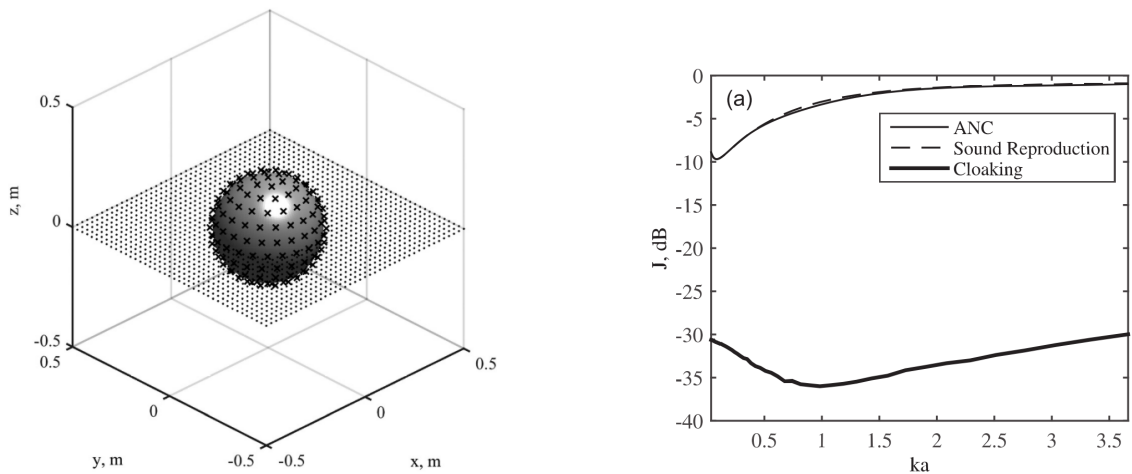 0.5
z, m
0
-0.5
0.5
0
-0.5
-0.5
0
0.5
y, m
x, m
(a)
0
-5
-10
-15
-20
-25
-30
-35
-40
J, dB
ANC
Sound Reproduction
Cloaking
0.5 1 1.5 2 2.5 3 3.5
ka